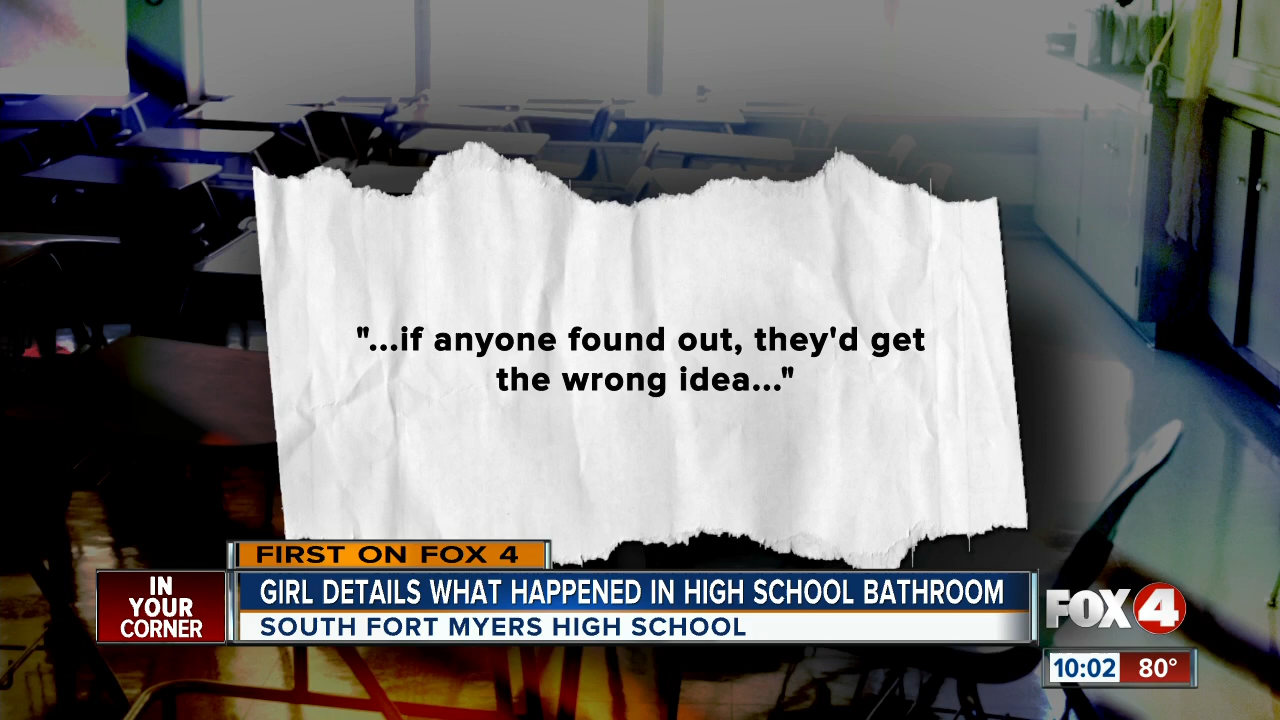 "...if anyone found out, they'd get
the wrong idea..."
FIRST ON FOX 4
IN
YOUR
CORNER
GIRL DETAILS WHAT HAPPENED IN HIGH SCHOOL BATHROOM
SOUTH FORT MYERS HIGH SCHOOL
FOX 4
10:02 80°